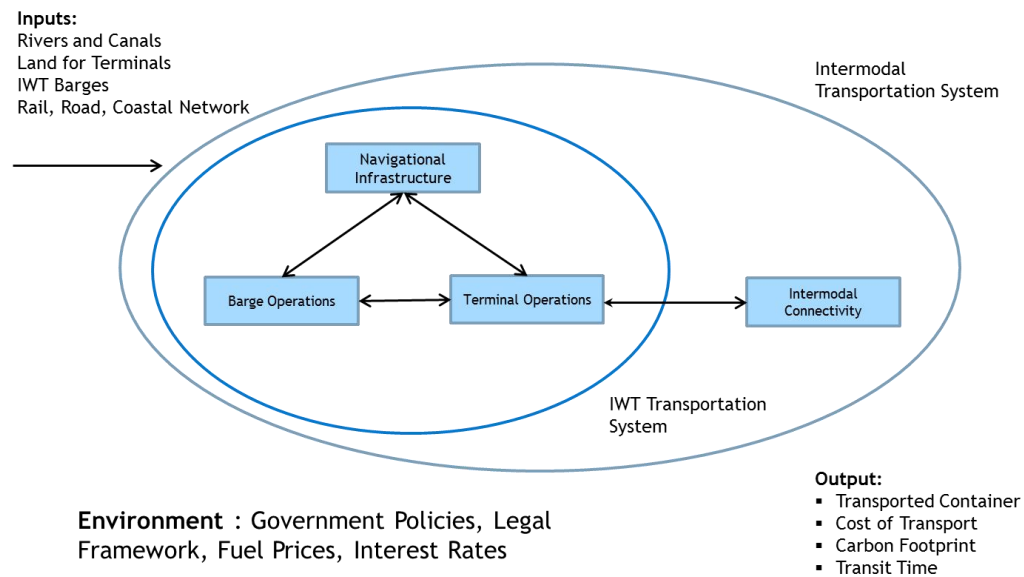 Inputs:
Rivers and Canals
Land for Terminals
IWT Barges
Rail, Road, Coastal Network
Intermodal
Transportation System
Navigational
Infrastructure
Barge Operations
Terminal Operations
Intermodal
Connectivity
IWT Transportation
System
Environment : Government Policies, Legal
Framework, Fuel Prices, Interest Rates
Output:
▪ Transported Container
▪ Cost of Transport
▪ Carbon Footprint
▪ Transit Time